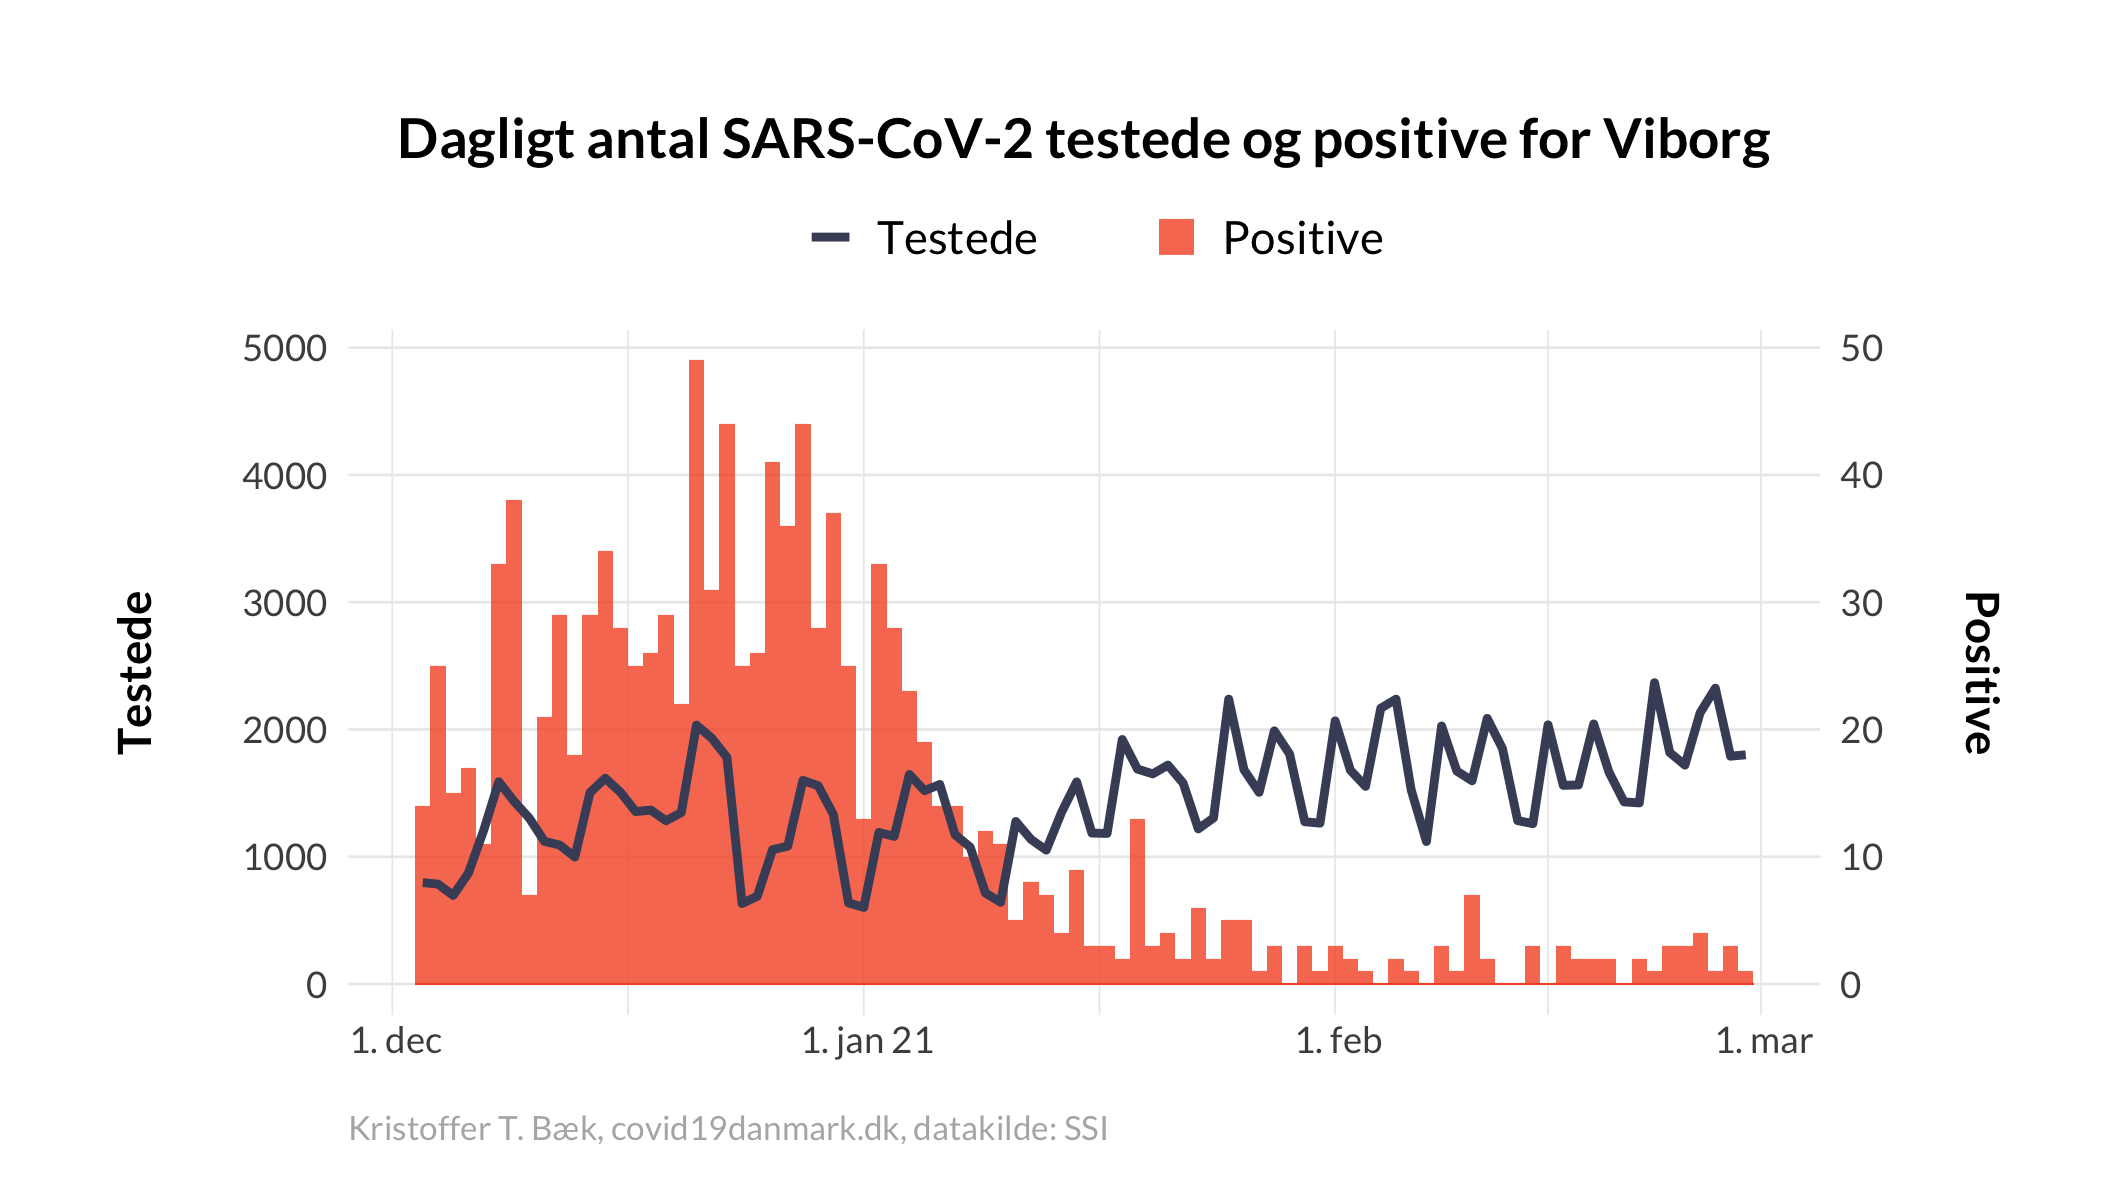 Dagligt antal SARS-CoV-2 testede og positive for Viborg
Testede Positive
5000 50
4000 40
3000 30
2000 20
1000 10
0 0
Testede
Positive
1. dec 1. jan 21 1. feb 1. mar
Kristoffer T. Bæk, covid19danmark.dk, datakilde: SSI